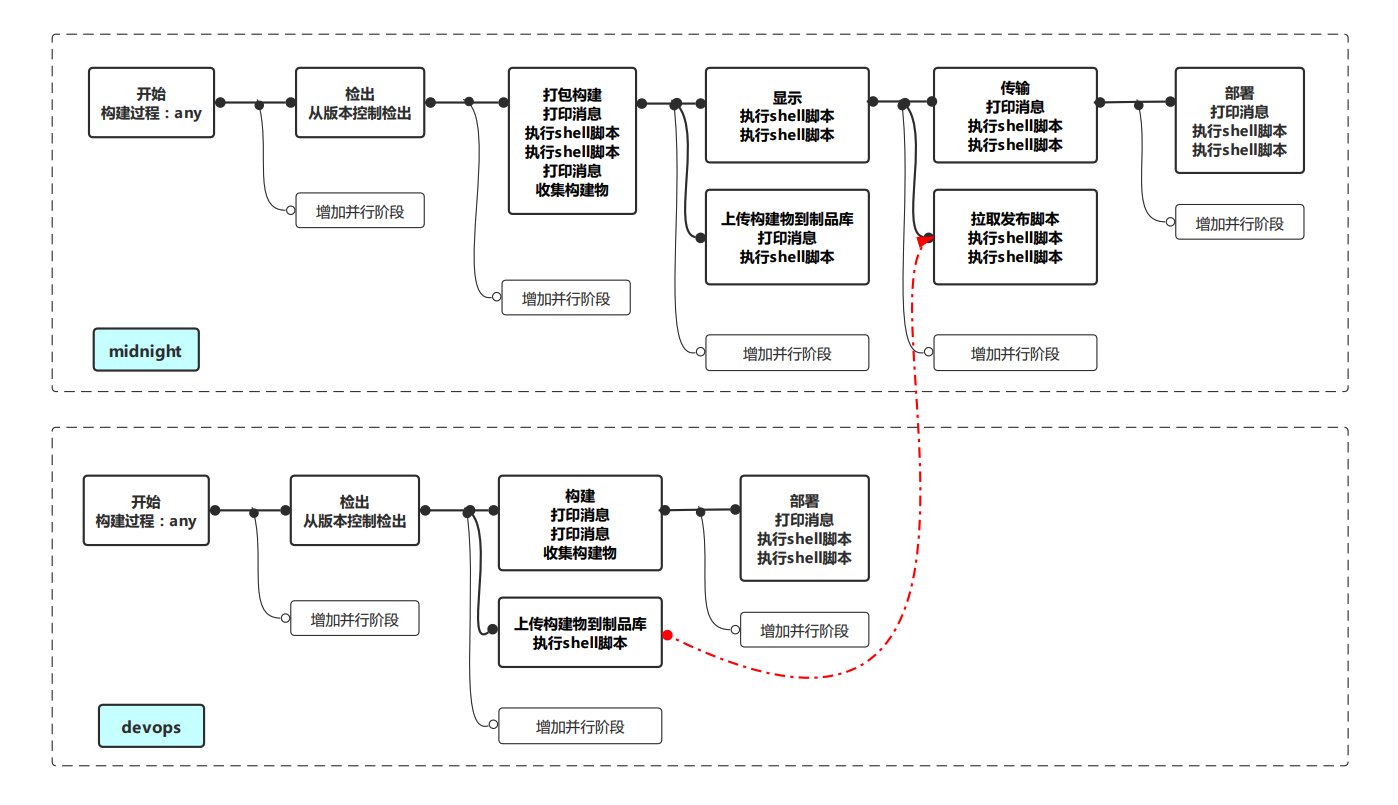 开始
构建过程：any
检出
从版本控制检出
打包构建
打印消息
执行shell脚本
执行shell脚本
打印消息
收集构建物
显示
执行shell脚本
执行shell脚本
传输
打印消息
执行shell脚本
执行shell脚本
部署
打印消息
执行shell脚本
执行shell脚本
增加并行阶段
上传构建物到制品库
打印消息
执行shell脚本
拉取发布脚本
执行shell脚本
执行shell脚本
增加并行阶段
增加并行阶段
midnight
增加并行阶段
增加并行阶段
开始
构建过程：any
检出
从版本控制检出
构建
打印消息
打印消息
收集构建物
部署
打印消息
执行shell脚本
执行shell脚本
增加并行阶段
上传构建物到制品库
执行shell脚本
增加并行阶段
devops
增加并行阶段